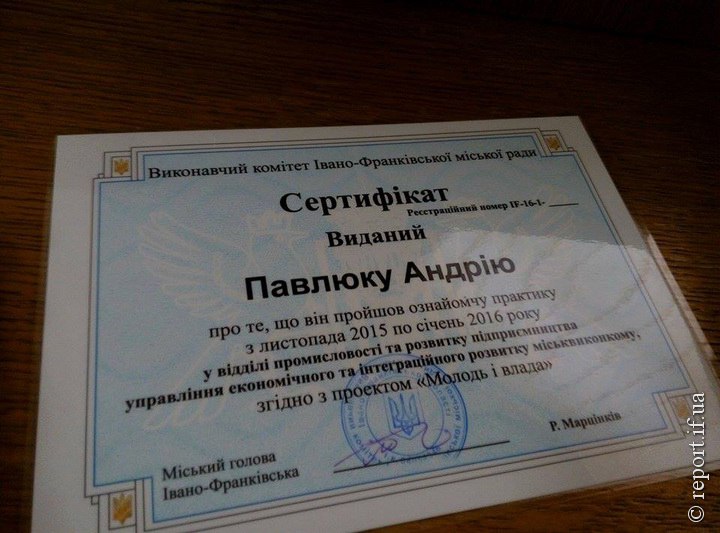 Виконавчий комітет Івано-Франківської міської ради
Сертифікат
Реєстраційний номер IF-16-1-
Виданий
Павлюку Андрію
про те, що він пройшов ознайомчу практику
з листопада 2015 по січень 2016 року
у відділі промисловості та розвитку підприємництва
управління економічного та інтеграційного розвитку міськвиконкому,
згідно з проектом «Молодь і влада»
Міський голова
Івано-Франківська
Р. Марцінків
© report.if.ua